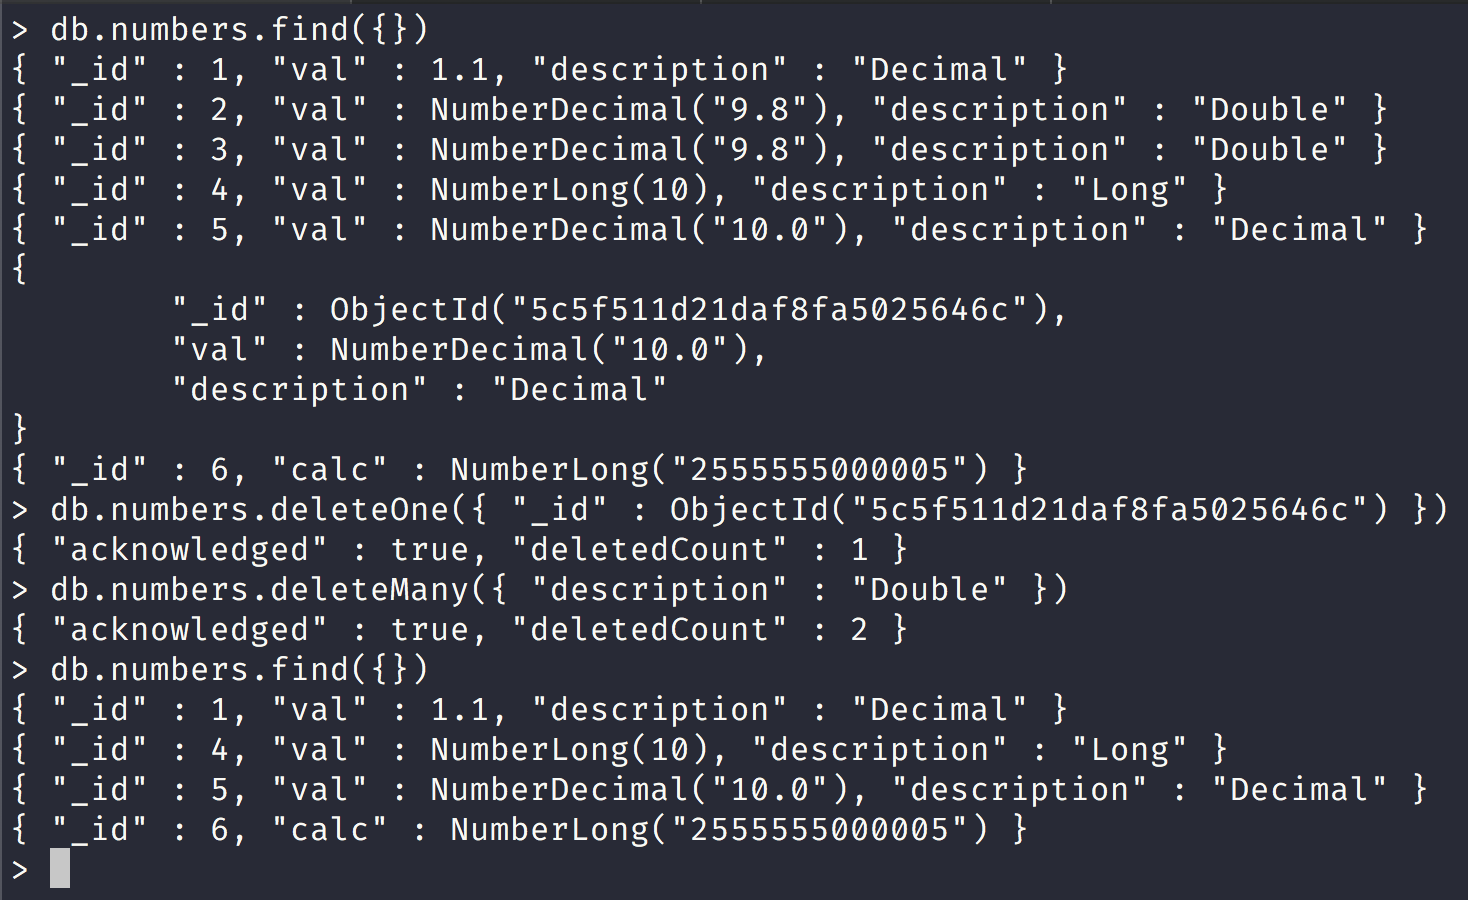 > db.numbers.find({})
{ "_id" : 1, "val" : 1.1, "description" : "Decimal" }
{ "_id" : 2, "val" : NumberDecimal("9.8"), "description" : "Double" }
{ "_id" : 3, "val" : NumberDecimal("9.8"), "description" : "Double" }
{ "_id" : 4, "val" : NumberLong(10), "description" : "Long" }
{ "_id" : 5, "val" : NumberDecimal("10.0"), "description" : "Decimal" }
{
        "_id" : ObjectId("5c5f511d21daf8fa5025646c"),
        "val" : NumberDecimal("10.0"),
        "description" : "Decimal"
}
{ "_id" : 6, "calc" : NumberLong("2555555000005") }
> db.numbers.deleteOne({ "_id" : ObjectId("5c5f511d21daf8fa5025646c") })
{ "acknowledged" : true, "deletedCount" : 1 }
> db.numbers.deleteMany({ "description" : "Double" })
{ "acknowledged" : true, "deletedCount" : 2 }
> db.numbers.find({})
{ "_id" : 1, "val" : 1.1, "description" : "Decimal" }
{ "_id" : 4, "val" : NumberLong(10), "description" : "Long" }
{ "_id" : 5, "val" : NumberDecimal("10.0"), "description" : "Decimal" }
{ "_id" : 6, "calc" : NumberLong("2555555000005") }
>